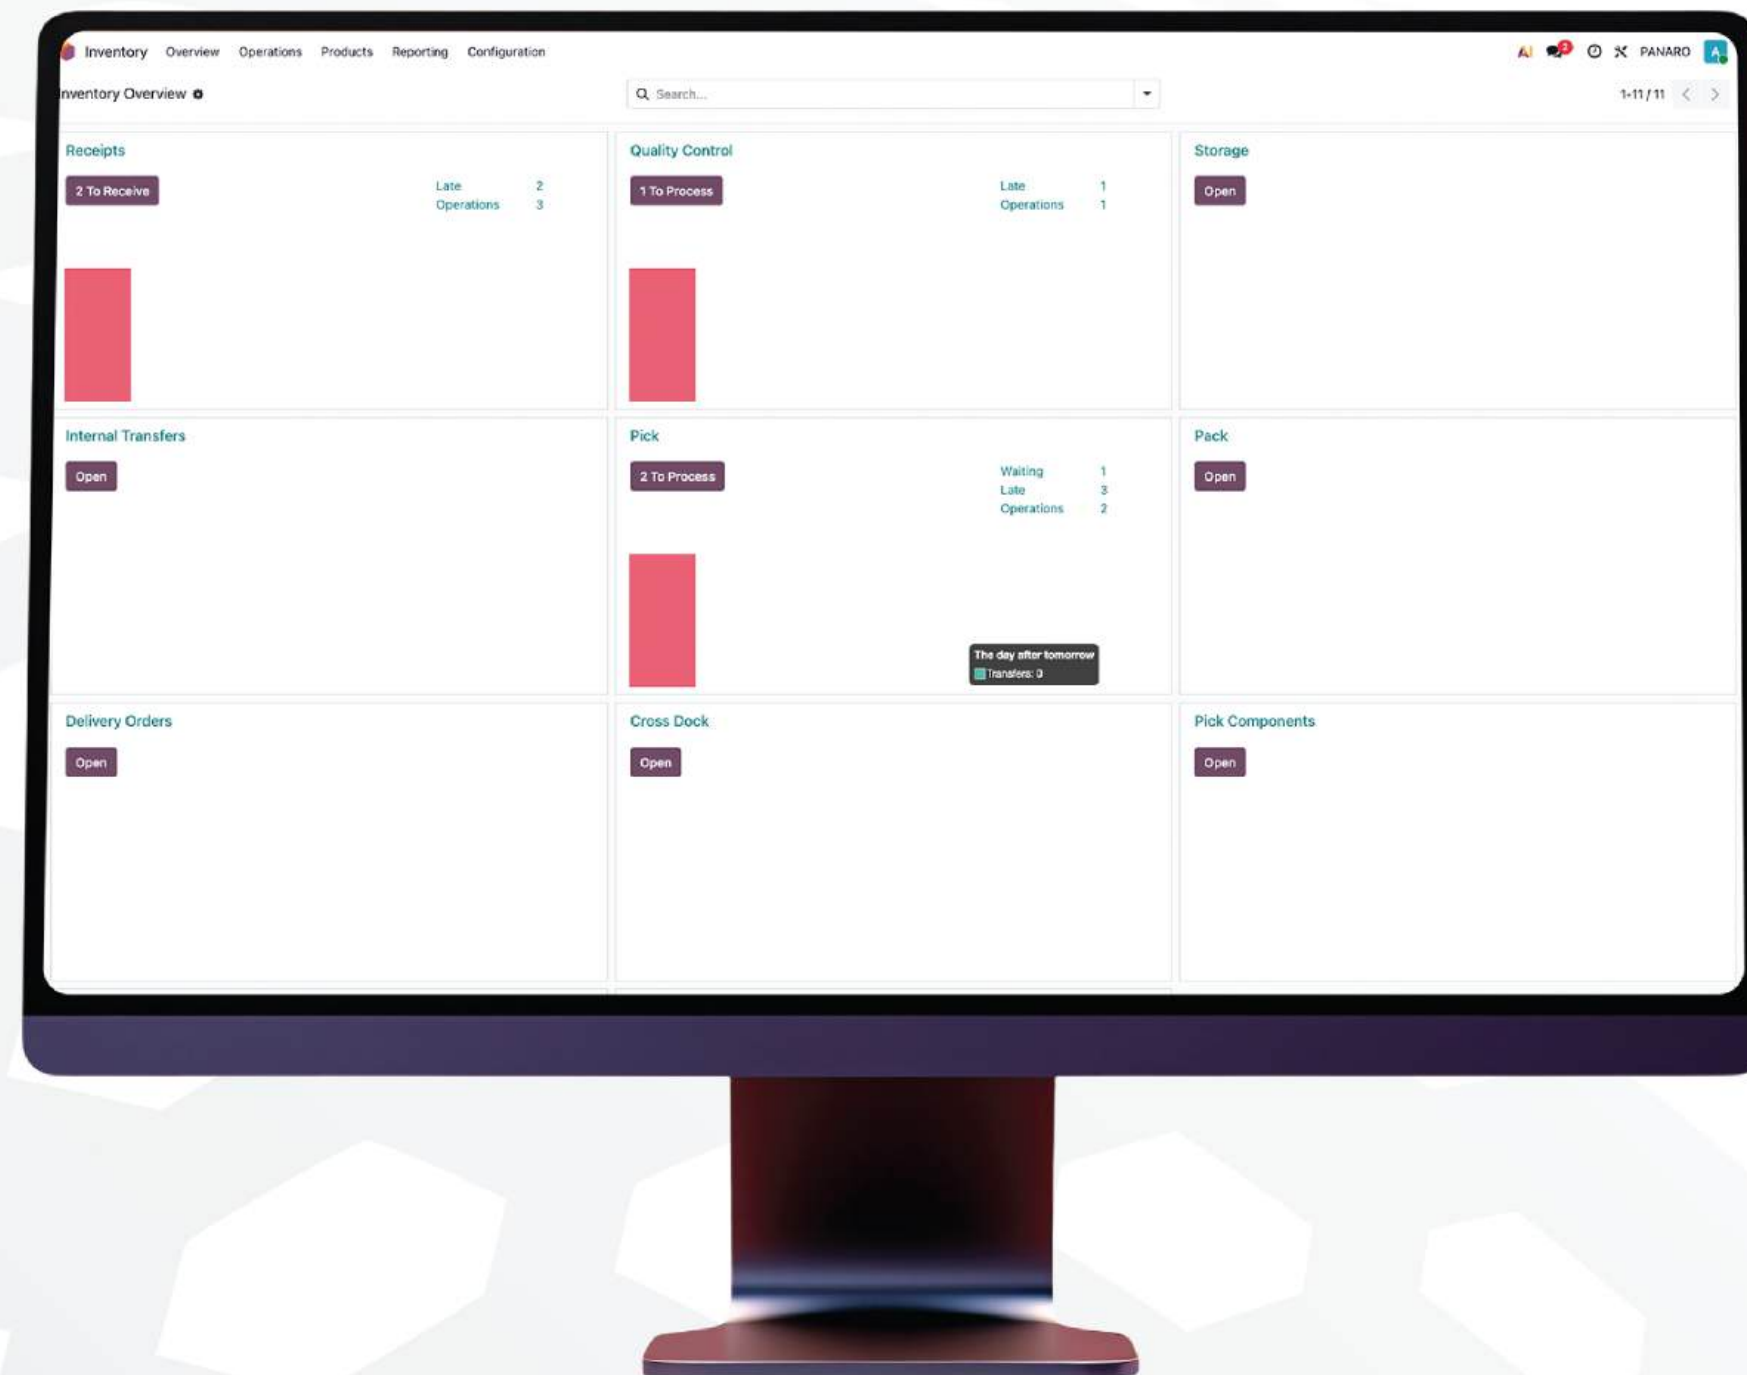 Inventory Overview Operations Products Reporting Configuration
AI 2 PANARO A
nventory Overview
Search...
1-11 / 11
Receipts
2 To Receive
Late 2
Operations 3
Quality Control
1 To Process
Late 1
Operations 1
Storage
Open
Internal Transfers
Open
Pick
2 To Process
Waiting 1
Late 3
Operations 2
The day after tomorrow
Transfers: 0
Pack
Open
Delivery Orders
Open
Cross Dock
Open
Pick Components
Open